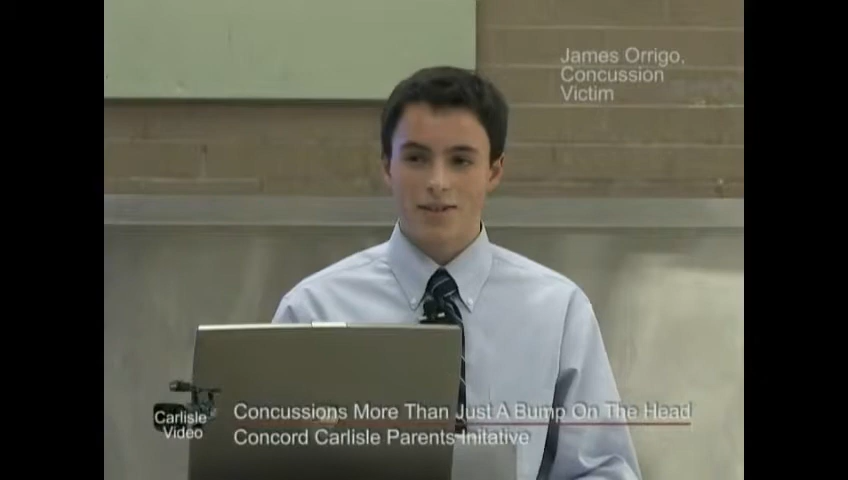 James Orrigo,
Concussion
Victim
Carlisle
Video
Concussions More Than Just A Bump On The Head
Concord Carlisle Parents Initative